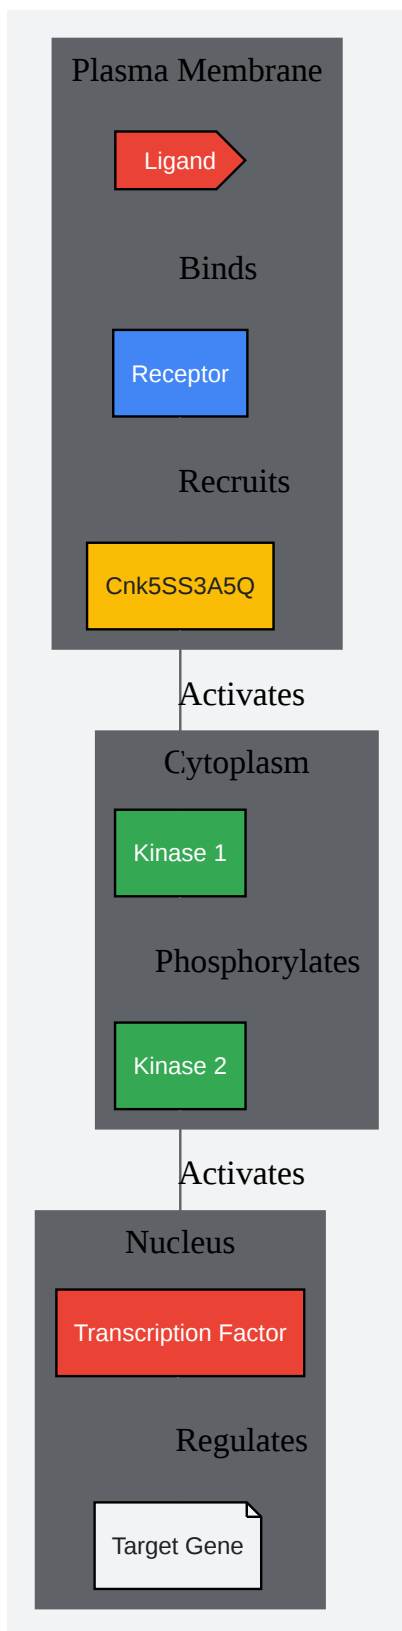 Plasma Membrane
Ligand
Binds
Receptor
Recruits
Cnk5SS3A5Q
Activates
Cytoplasm
Kinase 1
Phosphorylates
Kinase 2
Activates
Nucleus
Transcription Factor
Regulates
Target Gene